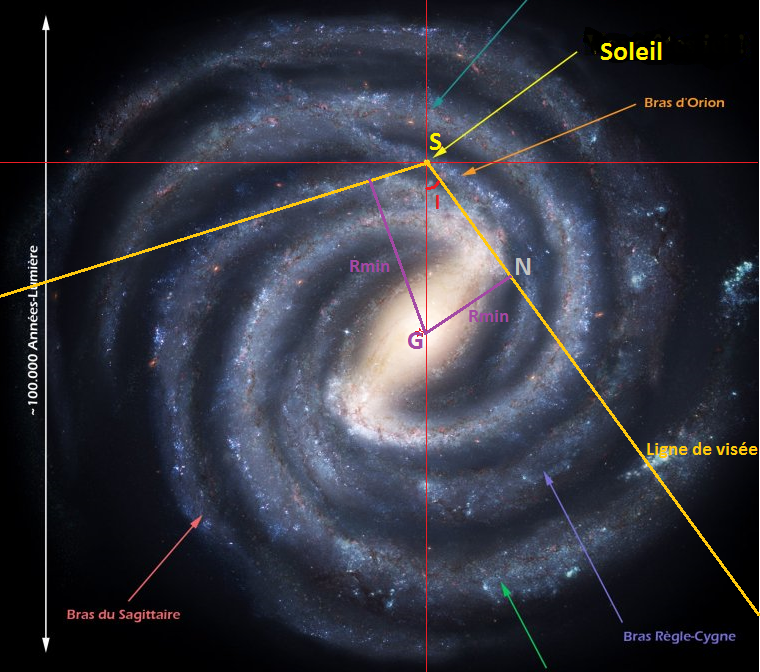 Soleil
Bras d'Orion
S
l
N
Rmin
Rmin
G
~100.000 Années-Lumière
Ligne de visée
Bras du Sagittaire
Bras Règle-Cygne